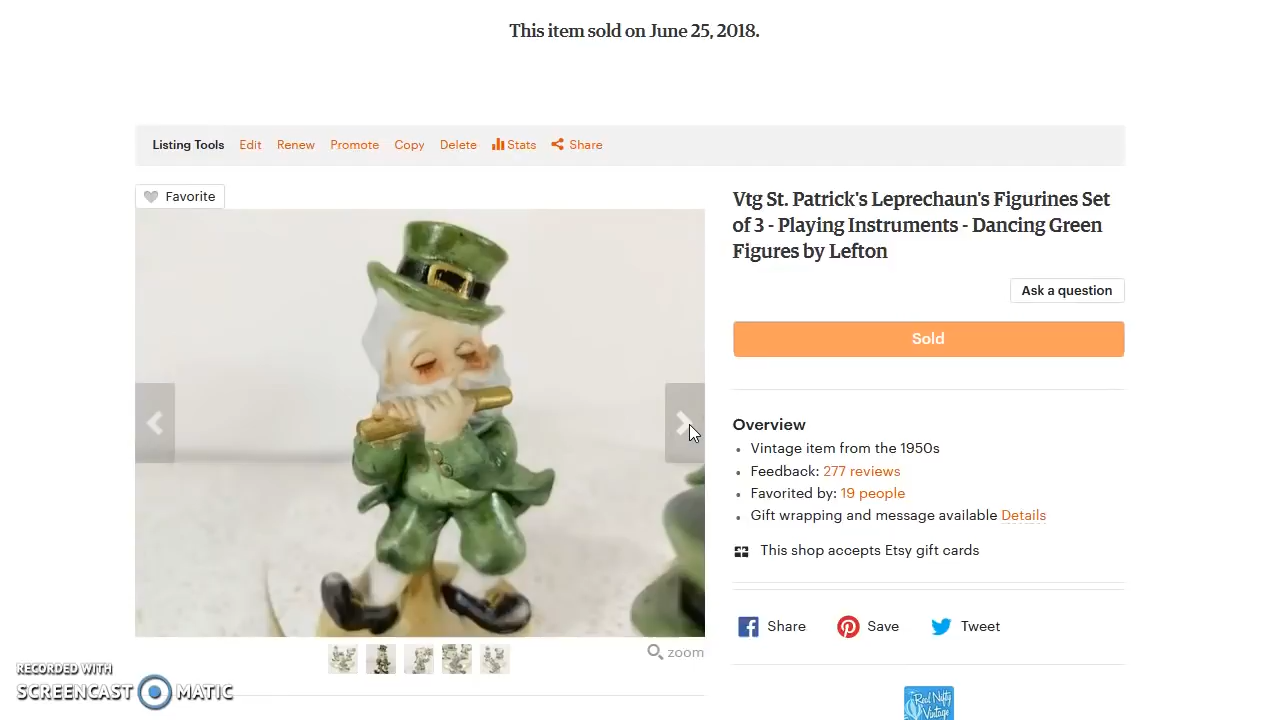 This item sold on June 25, 2018.
Listing Tools Edit Renew Promote Copy Delete Stats Share
Favorite
Vtg St. Patrick's Leprechaun's Figurines Set
of 3 - Playing Instruments - Dancing Green
Figures by Lefton
Ask a question
Sold
Overview
Vintage item from the 1950s
Feedback: 277 reviews
Favorited by: 19 people
Gift wrapping and message available Details
This shop accepts Etsy gift cards
Share Save Tweet
zoom
RECORDED WITH
SCREENCAST MATIC
Real Nifty
Vintage